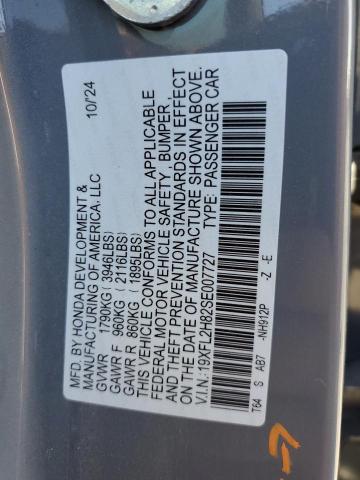 MFD. BY HONDA DEVELOPMENT &
MANUFACTURING OF AMERICA, LLC 10/'24
GVWR 1790KG ( 3946LBS)
GAWR F 960KG ( 2116LBS)
GAWR R 860KG ( 1895LBS)
THIS VEHICLE CONFORMS TO ALL APPLICABLE
FEDERAL MOTOR VEHICLE SAFETY, BUMPER,
AND THEFT PREVENTION STANDARDS IN EFFECT
ON THE DATE OF MANUFACTURE SHOWN ABOVE.
V.I.N.: 19XFL2H82SE007727 TYPE: PASSENGER CAR
T64 S AB7 -NH912P -Z -E